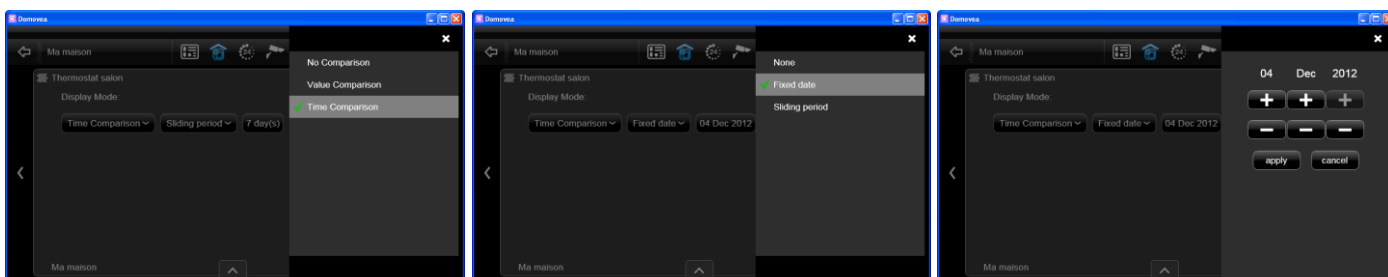 Domovea
Ma maison
24
Thermostat salon
Display Mode:
Time Comparison
Sliding period
7 day(s)
Ma maison
No Comparison
Value Comparison
Time Comparison
Domovea
Ma maison
24
Thermostat salon
Display Mode:
Time Comparison
Fixed date
04 Dec 2012
Ma maison
None
Fixed date
Sliding period
Domovea
Ma maison
24
Thermostat salon
Display Mode:
Time Comparison
Fixed date
04 Dec 2012
Ma maison
04 Dec 2012
+ + +
− − −
apply cancel